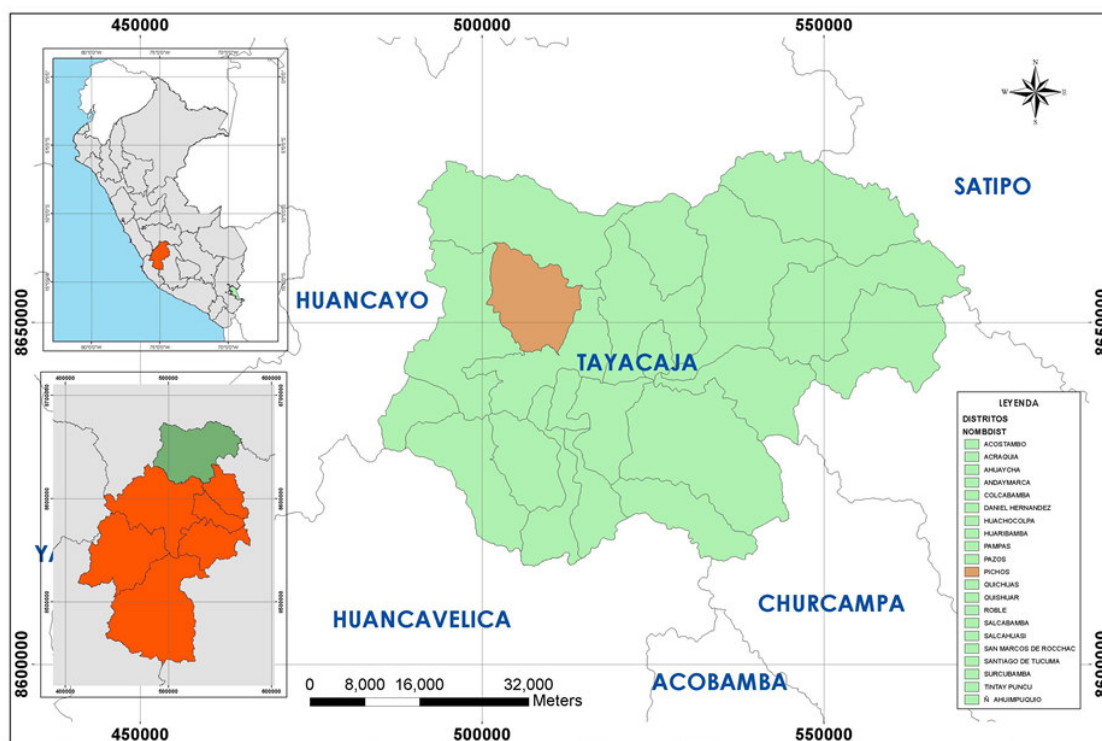 450000 500000 550000
N
W E
S
SATIPO
HUANCAYO
8650000
8650000
TAYACAJA
LEYENDA
DISTRITOS
NOMBDIST
ACOSTAMBO
ACRAQUIA
AHUAYCHA
ANDAYMARCA
COLCABAMBA
DANIEL HERNANDEZ
HUACHOCOLPA
HUARIBAMBA
PAMPAS
PAZOS
PICHOS
QUICHUAS
QUISHUAR
ROBLE
SALCABAMBA
SALCAHUASI
SAN MARCOS DE ROCCHAC
SANTIAGO DE TUCUMA
SURCUBAMBA
TINTAY PUNCU
Ñ AHUIMPUQUIO
CHURCAMPA
HUANCAVELICA
ACOBAMBA
8600000
8600000
0 8,000 16,000 32,000
Meters
450000 500000 550000